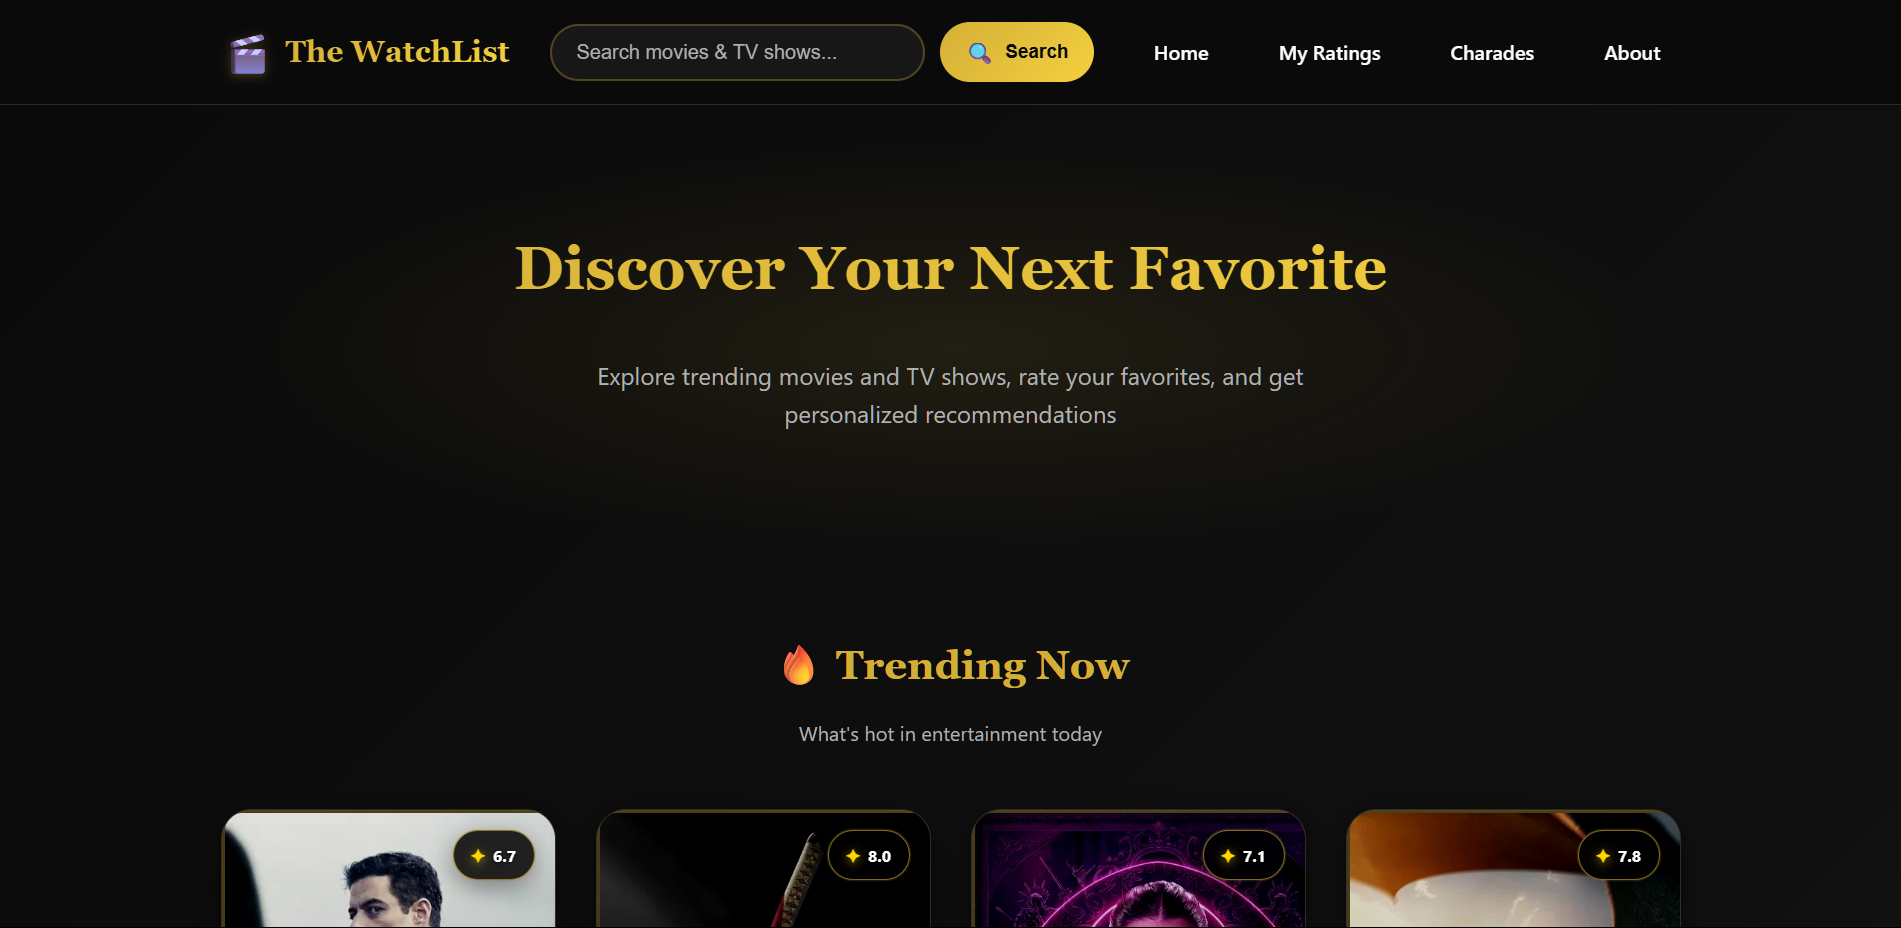 The WatchList
Search movies & TV shows...
Search
Home
My Ratings
Charades
About
Discover Your Next Favorite
Explore trending movies and TV shows, rate your favorites, and get
personalized recommendations
Trending Now
What's hot in entertainment today
6.7
8.0
7.1
7.8